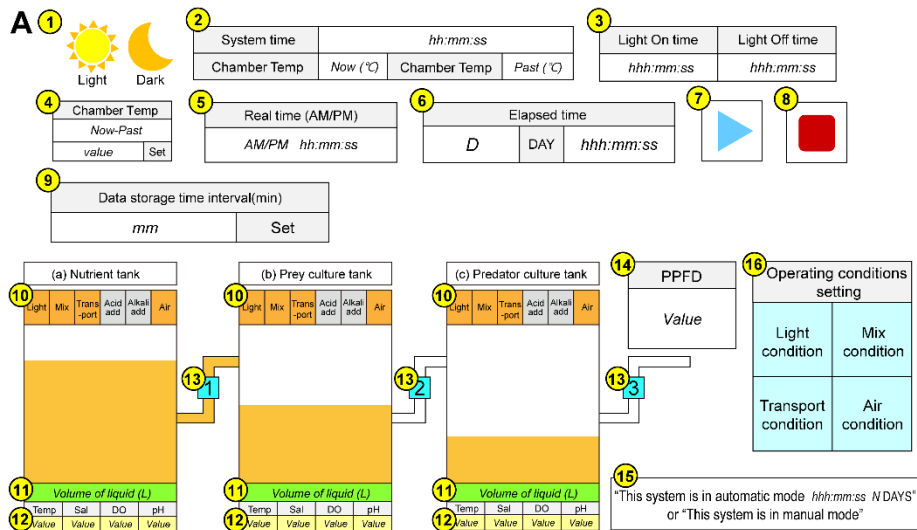 A
1
Light
Dark
2
System time hh:mm:ss
Chamber Temp Now (℃) Chamber Temp Past (℃)
3
Light On time Light Off time
hhh:mm:ss hhh:mm:ss
4
Chamber Temp
Now-Past
value Set
5
Real time (AM/PM)
AM/PM hh:mm:ss
6
Elapsed time
D DAY hhh:mm:ss
7
8
9
Data storage time interval(min)
mm Set
(a) Nutrient tank
10
Light Mix Trans-port Acid add Alkali add Air
13
1
11
Volume of liquid (L)
Temp Sal DO pH
12
Value Value Value Value
(b) Prey culture tank
10
Light Mix Trans-port Acid add Alkali add Air
13
2
11
Volume of liquid (L)
Temp Sal DO pH
12
Value Value Value Value
(c) Predator culture tank
10
Light Mix Trans-port Acid add Alkali add Air
13
3
11
Volume of liquid (L)
Temp Sal DO pH
12
Value Value Value Value
14
PPFD
Value
16
Operating conditions
setting
Light
condition
Mix
condition
Transport
condition
Air
condition
15
"This system is in automatic mode hhh:mm:ss N DAYS"
or "This system is in manual mode"